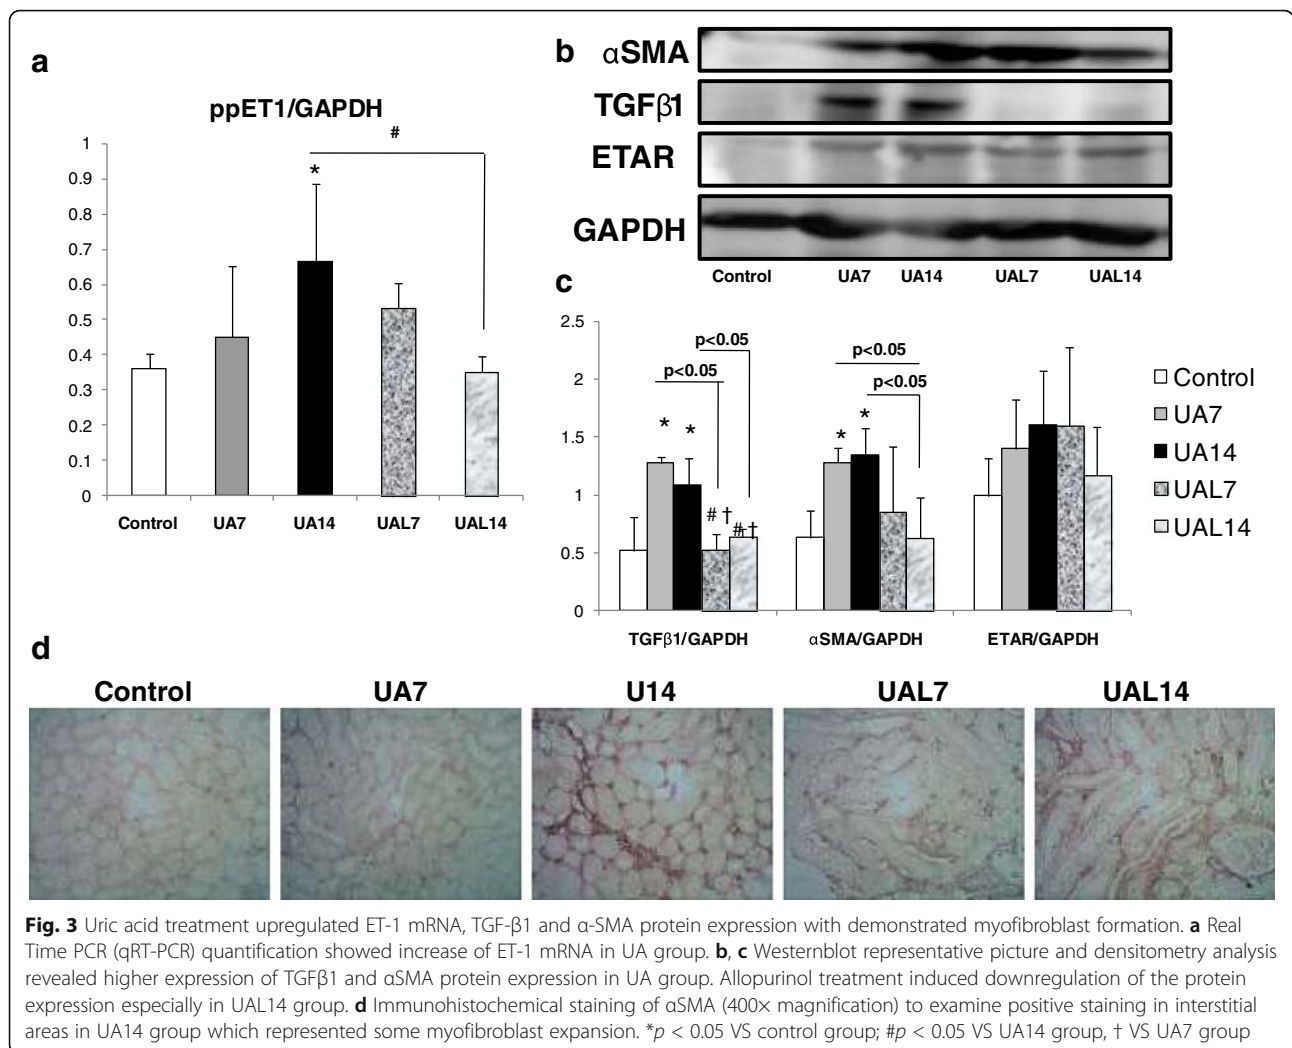 a
ppET1/GAPDH
#
*
1
0.9
0.8
0.7
0.6
0.5
0.4
0.3
0.2
0.1
0
Control UA7 UA14 UAL7 UAL14
b
αSMA
TGFβ1
ETAR
GAPDH
Control UA7 UA14 UAL7 UAL14
c
2.5
2
1.5
1
0.5
0
p<0.05
p<0.05
* *
# †
# †
p<0.05
p<0.05
* *
TGFβ1/GAPDH αSMA/GAPDH ETAR/GAPDH
Control
UA7
UA14
UAL7
UAL14
d
Control UA7 U14 UAL7 UAL14
Fig. 3 Uric acid treatment upregulated ET-1 mRNA, TGF-β1 and α-SMA protein expression with demonstrated myofibroblast formation. a Real
Time PCR (qRT-PCR) quantification showed increase of ET-1 mRNA in UA group. b, c Westernblot representative picture and densitometry analysis
revealed higher expression of TGFβ1 and αSMA protein expression in UA group. Allopurinol treatment induced downregulation of the protein
expression especially in UAL14 group. d Immunohistochemical staining of αSMA (400× magnification) to examine positive staining in interstitial
areas in UA14 group which represented some myofibroblast expansion. *p < 0.05 VS control group; #p < 0.05 VS UA14 group, † VS UA7 group